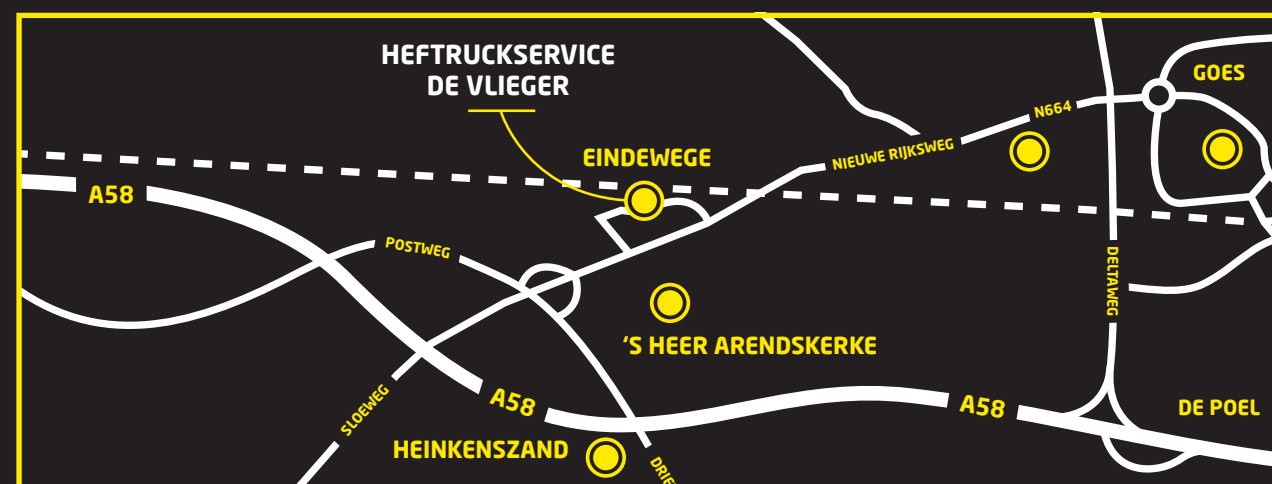 HEFTRUCKSERVICE
DE VLIEGER
GOES
N664
EINDEWEGE
NIEUWE RIJKSWEG
A58
POSTWEG
DELTAWEG
‘S HEER ARENDSKERKE
SLOEWEG
A58
A58
DE POEL
HEINKENSZAND